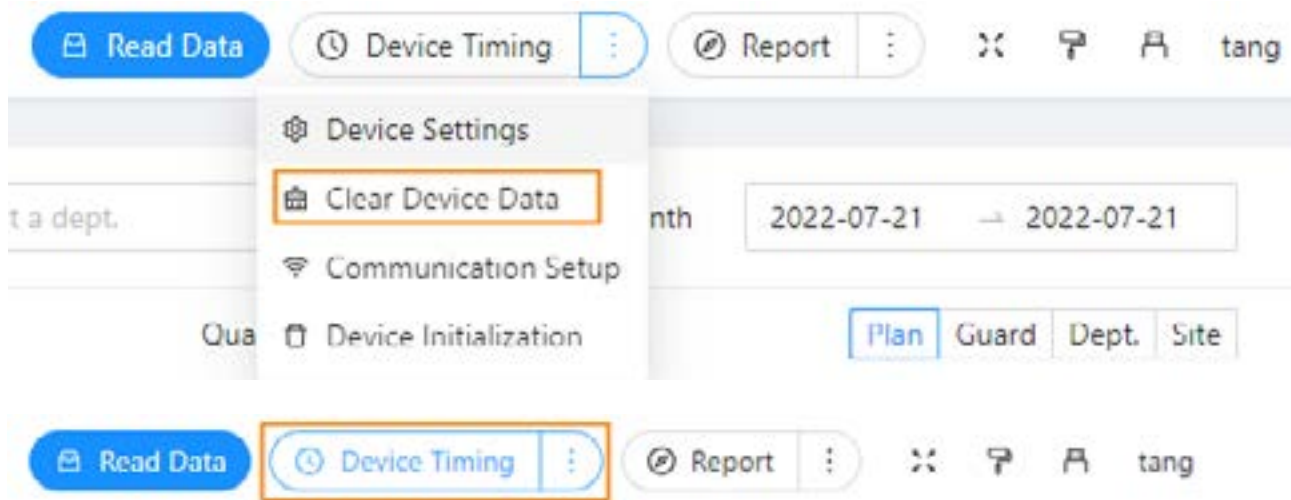 Read Data Device Timing Report tang
Device Settings
Clear Device Data
t a dept. nth 2022-07-21 → 2022-07-21
Communication Setup
Qua Device Initialization Plan Guard Dept. Site
Read Data Device Timing Report tang